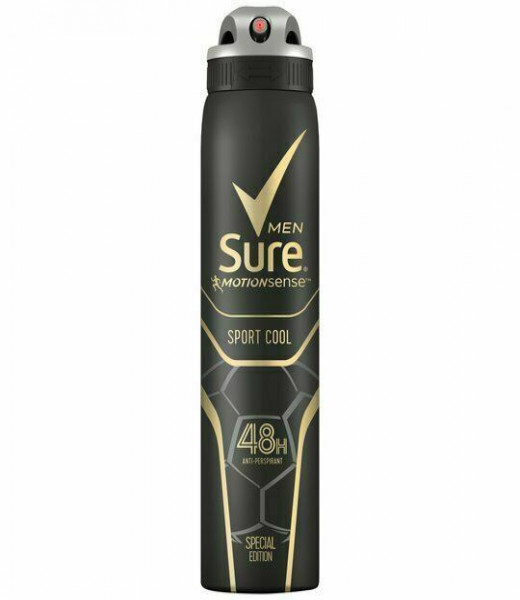 MEN
Sure®
MOTIONsense™
SPORT COOL
48H
ANTI-PERSPIRANT
SPECIAL
EDITION